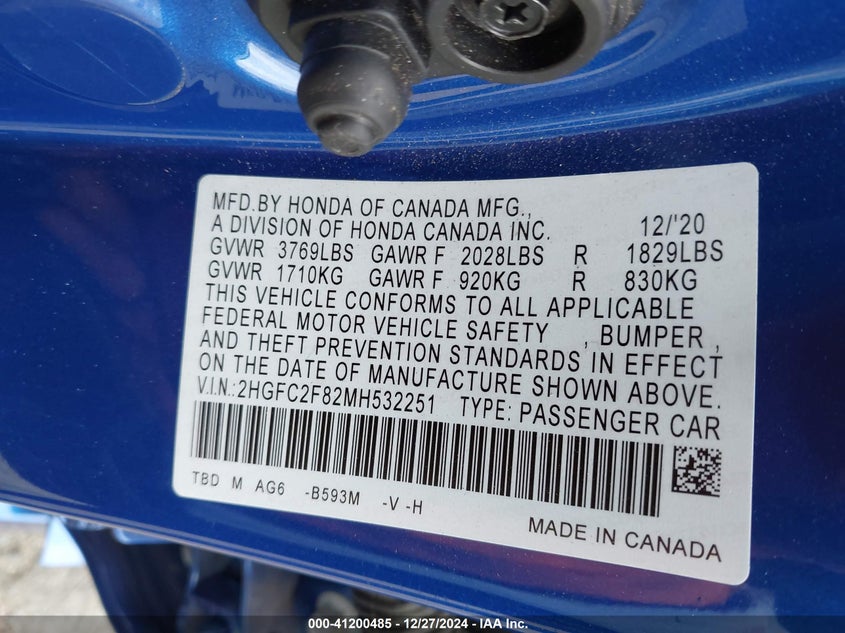 MFD.BY HONDA OF CANADA MFG.,
A DIVISION OF HONDA CANADA INC. 12/'20
GVWR 3769LBS GAWR F 2028LBS R 1829LBS
GVWR 1710KG GAWR F 920KG R 830KG
THIS VEHICLE CONFORMS TO ALL APPLICABLE
FEDERAL MOTOR VEHICLE SAFETY , BUMPER ,
AND THEFT PREVENTION STANDARDS IN EFFECT
ON THE DATE OF MANUFACTURE SHOWN ABOVE.
V.I.N.:2HGFC2F82MH532251 TYPE: PASSENGER CAR
TBD M AG6 -B593M -V -H
MADE IN CANADA
000-41200485 - 12/27/2024 - IAA Inc.